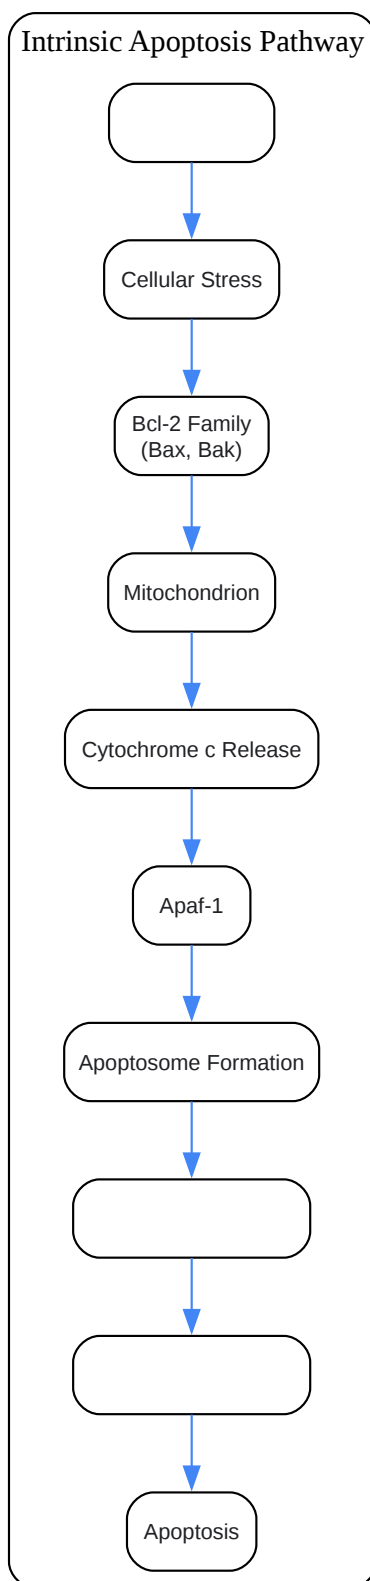 Intrinsic Apoptosis Pathway
Cellular Stress
Bcl-2 Family
(Bax, Bak)
Mitochondrion
Cytochrome c Release
Apaf-1
Apoptosome Formation
Apoptosis